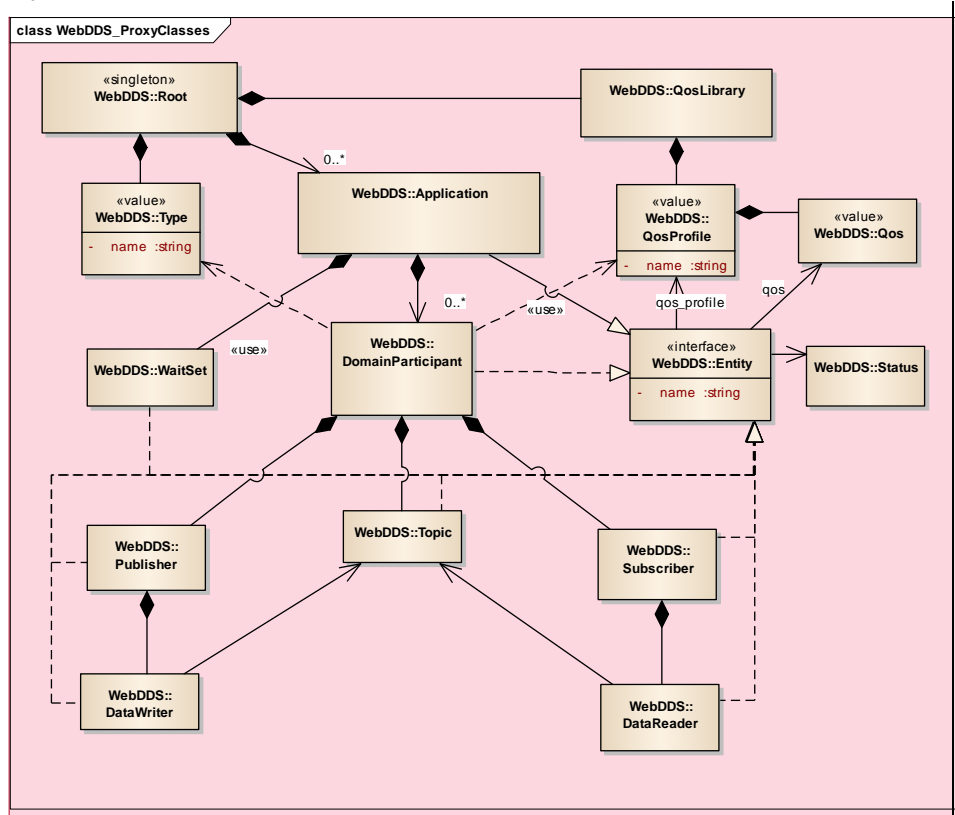 class WebDDS_ProxyClasses
«singleton»
WebDDS::Root
WebDDS::QosLibrary
0..*
WebDDS::Application
«value»
WebDDS::Type
- name :string
«value»
WebDDS::
QosProfile
- name :string
«value»
WebDDS::Qos
qos_profile
qos
0..*
«use»
«use»
WebDDS::
DomainParticipant
«interface»
WebDDS::Entity
- name :string
WebDDS::WaitSet
WebDDS::Status
WebDDS::
Publisher
WebDDS::Topic
WebDDS::
Subscriber
WebDDS::
DataWriter
WebDDS::
DataReader